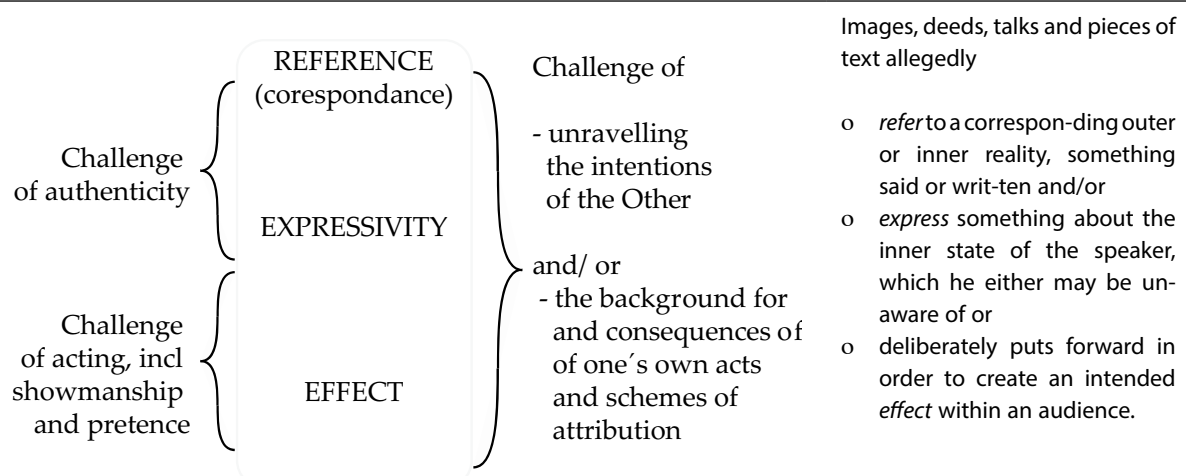 Challenge
of authenticity
Challenge
of acting, incl
showmanship
and pretence
REFERENCE
(corespondance)
EXPRESSIVITY
EFFECT
Challenge of
- unravelling
the intentions
of the Other
and/ or
- the background for
and consequences of
of one´s own acts
and schemes of
attribution
Images, deeds, talks and pieces of
text allegedly
o refer to a correspon-ding outer
or inner reality, something
said or writ-ten and/or
o express something about the
inner state of the speaker,
which he either may be un-
aware of or
o deliberately puts forward in
order to create an intended
effect within an audience.